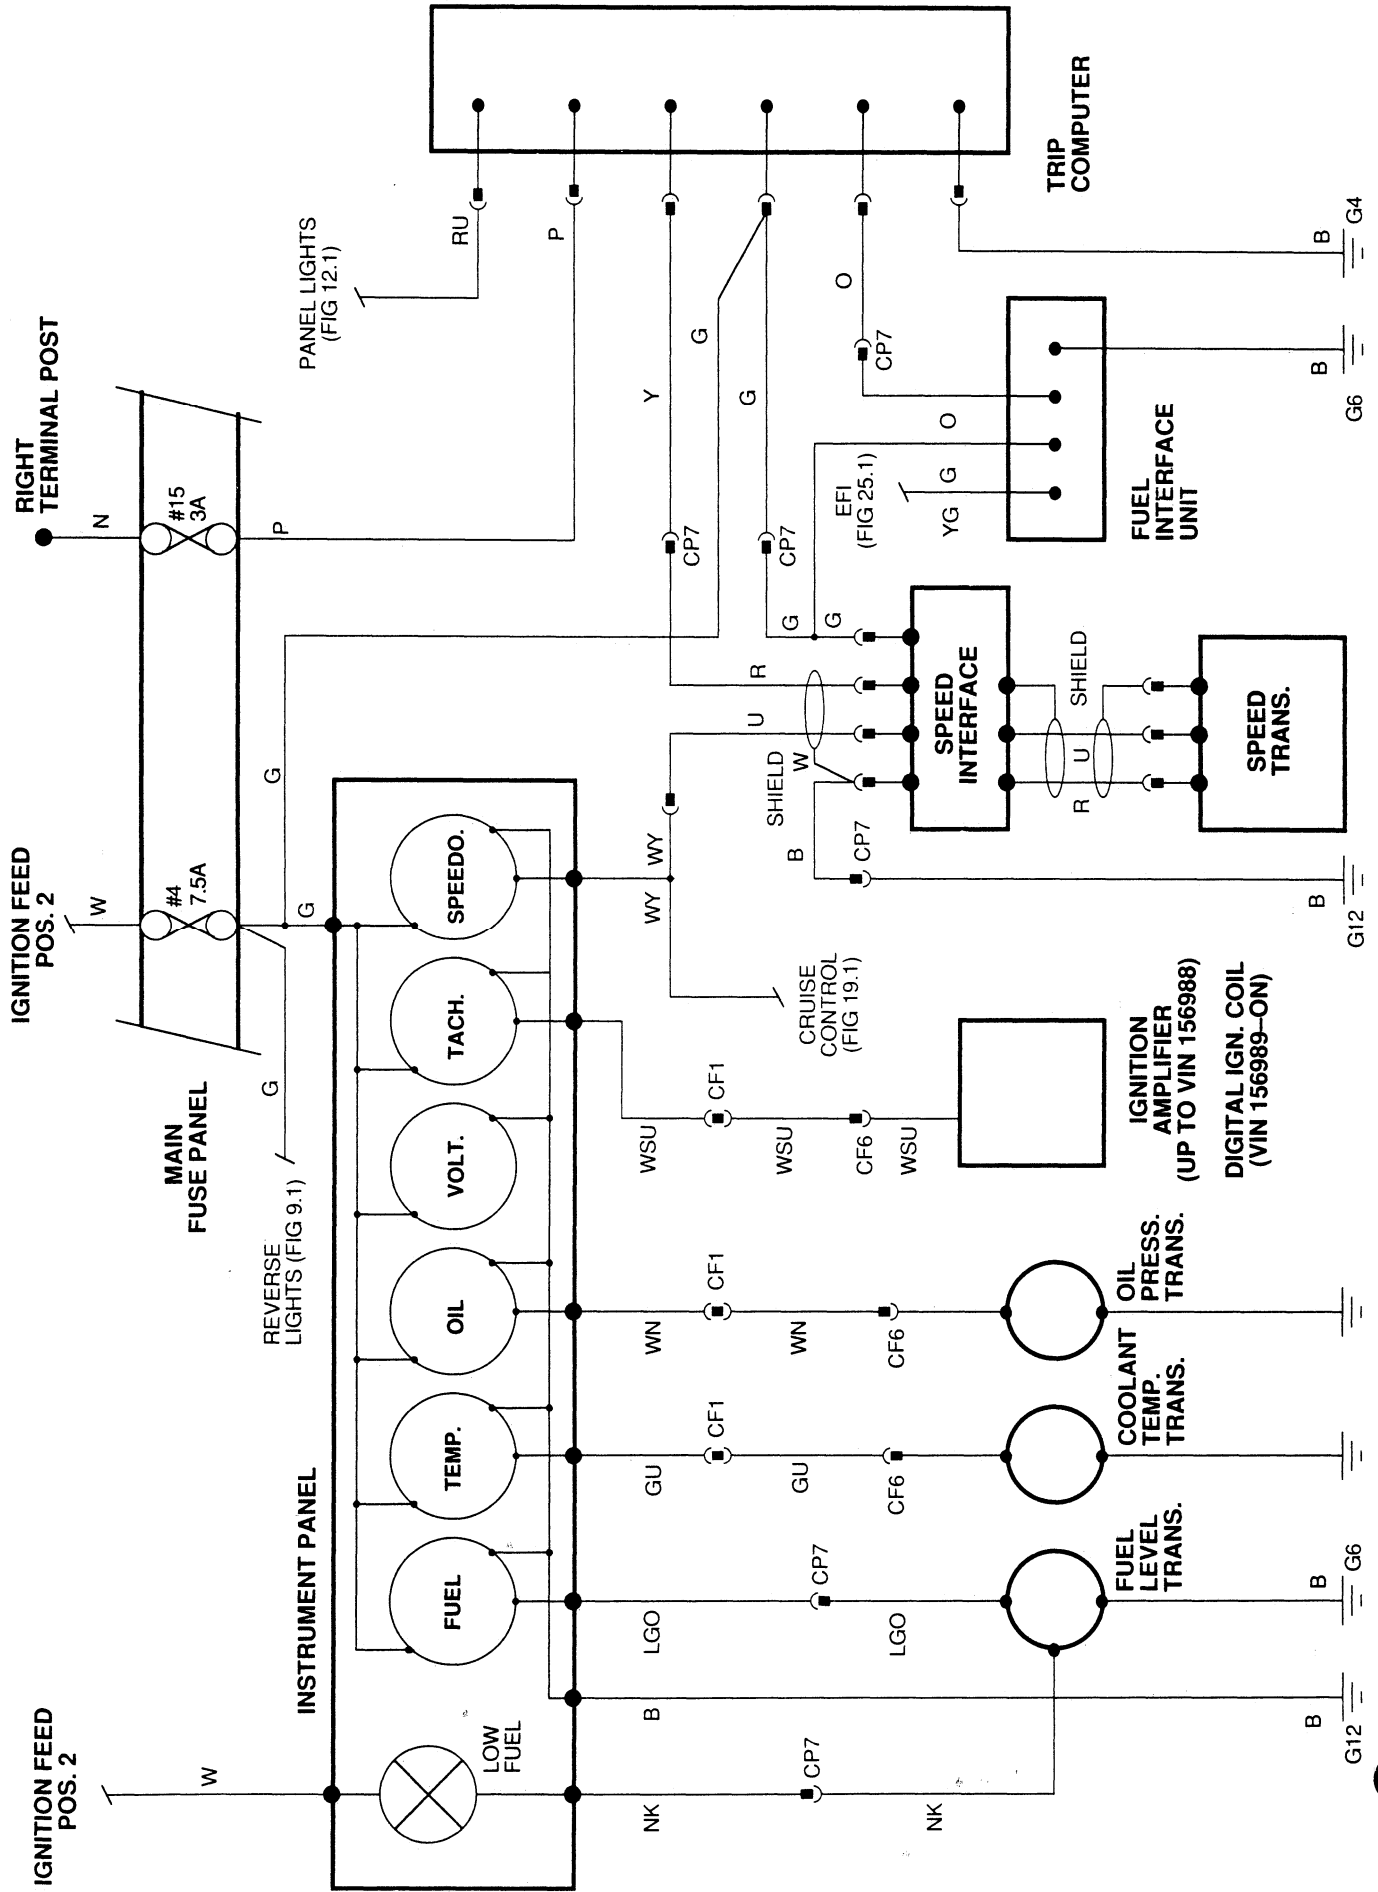 RIGHT
TERMINAL POST
N
#15
3A
P
PANEL LIGHTS
(FIG 12.1)
RU
P
TRIP
COMPUTER
IGNITION FEED
POS. 2
W
#4
7.5A
MAIN
FUSE PANEL
G
G
G
REVERSE
LIGHTS (FIG 9.1)
Y
G
G
O
CP7
CP7
CP7
O
G
YG
EFI
(FIG 25.1)
FUEL
INTERFACE
UNIT
B
G4
B
G6
G
G
R
U
W
SHIELD
B
CP7
SPEED
INTERFACE
SHIELD
U
R
SPEED
TRANS.
B
G12
WY
WY
CRUISE
CONTROL
(FIG 19.1)
INSTRUMENT PANEL
SPEEDO.
TACH.
VOLT.
OIL
TEMP.
FUEL
LOW
FUEL
IGNITION FEED
POS. 2
W
WSU
CF1
WSU
CF6
WSU
IGNITION
AMPLIFIER
(UP TO VIN 156988)
DIGITAL IGN. COIL
(VIN 156989–ON)
WN
CF1
WN
CF6
OIL
PRESS.
TRANS.
GU
CF1
GU
CF6
COOLANT
TEMP.
TRANS.
LGO
CP7
LGO
FUEL
LEVEL
TRANS.
B
G6
B
B
G12
NK
CP7
NK